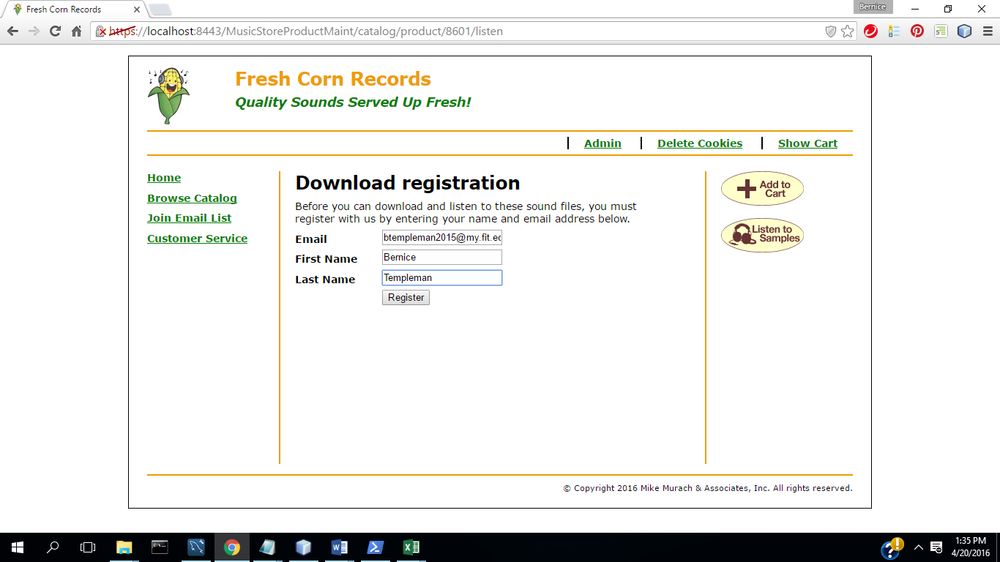 Fresh Corn Records
Bernice
https://localhost:8443/MusicStoreProductMaint/catalog/product/8601/listen
Fresh Corn Records
Quality Sounds Served Up Fresh!
Admin
Delete Cookies
Show Cart
Home
Browse Catalog
Join Email List
Customer Service
Download registration
Before you can download and listen to these sound files, you must
register with us by entering your name and email address below.
Email
btempleman2015@my.fit.ec
First Name
Bernice
Last Name
Templeman
Register
Add to
Cart
Listen to
Samples
© Copyright 2016 Mike Murach & Associates, Inc. All rights reserved.
1:35 PM
4/20/2016